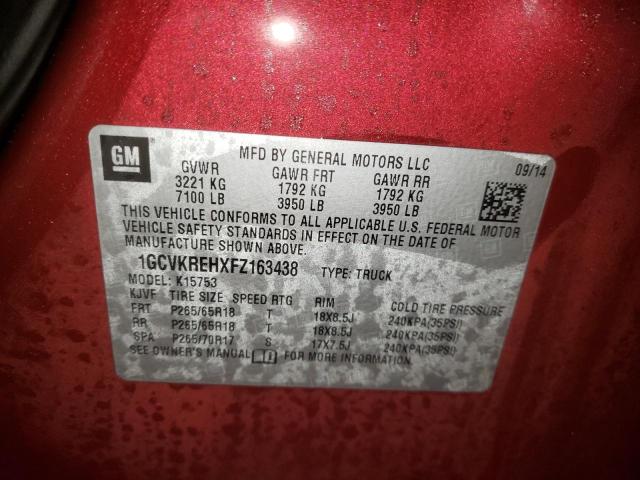 GM
MFD BY GENERAL MOTORS LLC 09/14
GVWR GAWR FRT GAWR RR
3221 KG 1792 KG 1792 KG
7100 LB 3950 LB 3950 LB
THIS VEHICLE CONFORMS TO ALL APPLICABLE U.S. FEDERAL MOTOR
VEHICLE SAFETY STANDARDS IN EFFECT ON THE DATE OF
MANUFACTURE SHOWN ABOVE.
1GCVKREHXFZ163438 TYPE: TRUCK
MODEL: K15753
KJVF TIRE SIZE SPEED RTG RIM COLD TIRE PRESSURE
FRT P265/65R18 T 18X8.5J 240KPA(35PSI)
RR P265/65R18 T 18X8.5J 240KPA(35PSI)
SPA P265/70R17 S 17X7.5J 240KPA(35PSI)
SEE OWNER'S MANUAL FOR MORE INFORMATION.